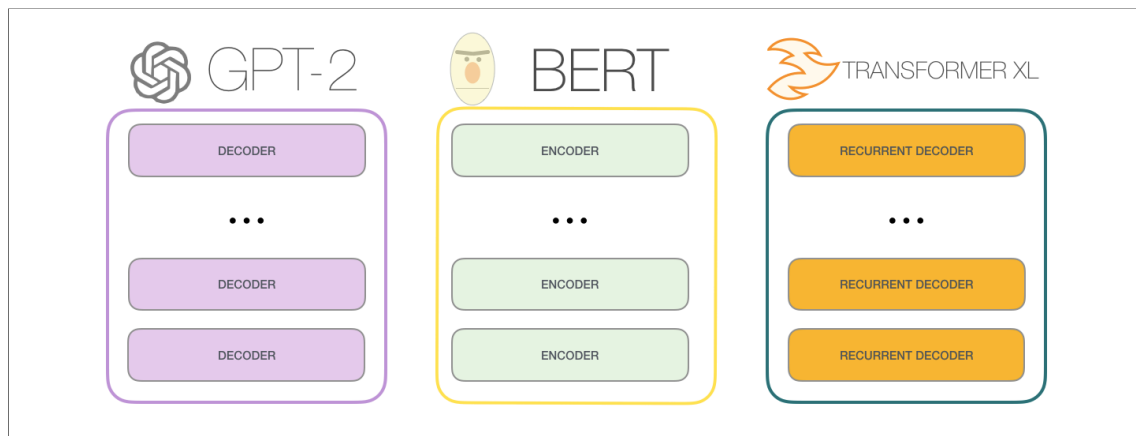 GPT-2
DECODER
•••
DECODER
DECODER
BERT
ENCODER
•••
ENCODER
ENCODER
TRANSFORMER XL
RECURRENT DECODER
•••
RECURRENT DECODER
RECURRENT DECODER